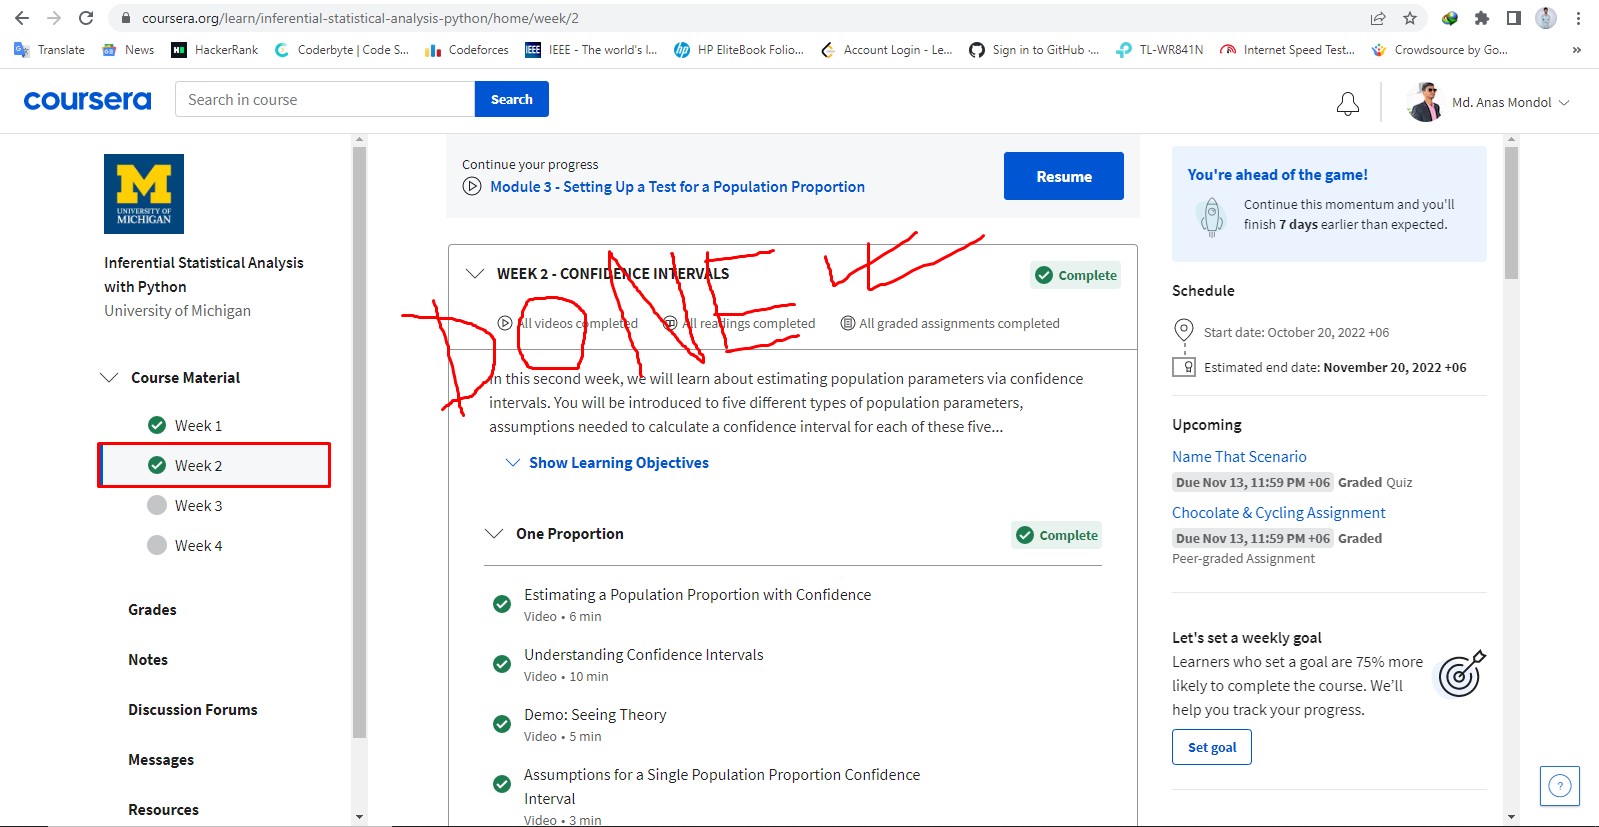 coursera.org/learn/inferential-statistical-analysis-python/home/week/2
Translate News HackerRank Coderbyte | Code S... Codeforces IEEE - The world's l... HP EliteBook Folio... Account Login - Le... Sign in to GitHub ·... TL-WR841N Internet Speed Test... Crowdsource by Go... »
coursera Search in course Search Md. Anas Mondol
M
UNIVERSITY OF
MICHIGAN
Inferential Statistical Analysis
with Python
University of Michigan
Course Material
Week 1
Week 2
Week 3
Week 4
Grades
Notes
Discussion Forums
Messages
Resources
Continue your progress
Module 3 - Setting Up a Test for a Population Proportion
Resume
WEEK 2 - CONFIDENCE INTERVALS
Complete
DONE
All videos completed All readings completed All graded assignments completed
In this second week, we will learn about estimating population parameters via confidence
intervals. You will be introduced to five different types of population parameters,
assumptions needed to calculate a confidence interval for each of these five...
Show Learning Objectives
One Proportion
Complete
Estimating a Population Proportion with Confidence
Video • 6 min
Understanding Confidence Intervals
Video • 10 min
Demo: Seeing Theory
Video • 5 min
Assumptions for a Single Population Proportion Confidence
Interval
Video • 3 min
You're ahead of the game!
Continue this momentum and you'll
finish 7 days earlier than expected.
Schedule
Start date: October 20, 2022 +06
Estimated end date: November 20, 2022 +06
Upcoming
Name That Scenario
Due Nov 13, 11:59 PM +06 Graded Quiz
Chocolate & Cycling Assignment
Due Nov 13, 11:59 PM +06 Graded
Peer-graded Assignment
Let's set a weekly goal
Learners who set a goal are 75% more
likely to complete the course. We'll
help you track your progress.
Set goal
?